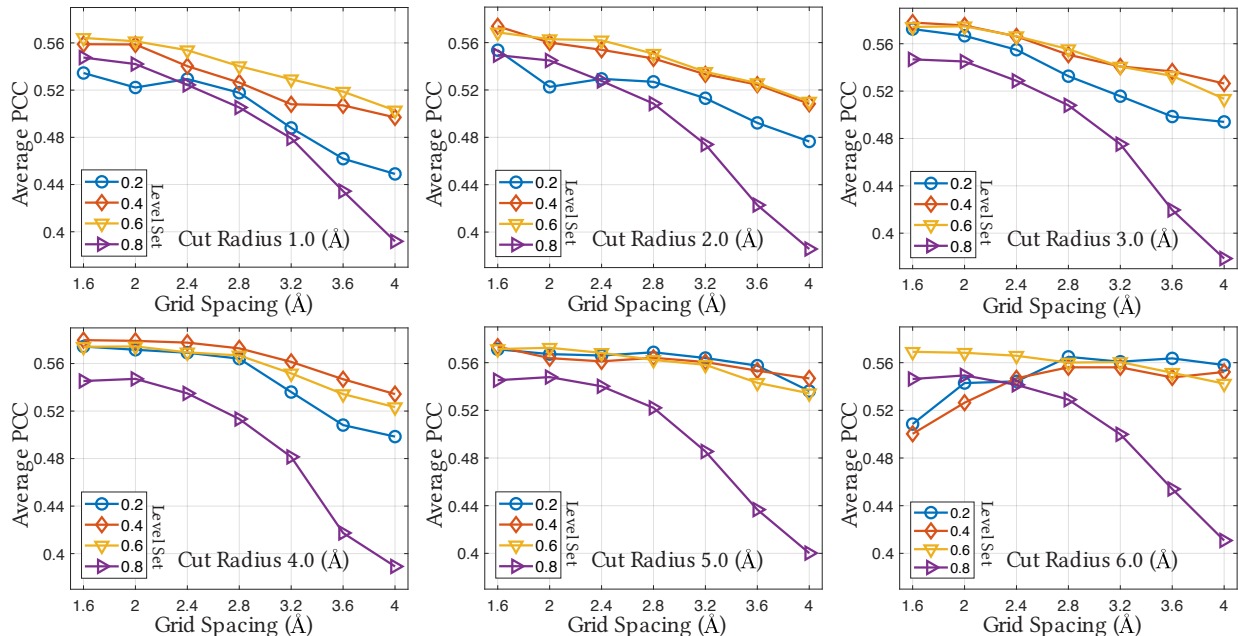 0.56
0.52
0.48
0.44
0.4
Average PCC
0.2
0.4
0.6
0.8
Level Set
Cut Radius 1.0 (Å)
1.6 2 2.4 2.8 3.2 3.6 4
Grid Spacing (Å)
0.56
0.52
0.48
0.44
0.4
Average PCC
0.2
0.4
0.6
0.8
Level Set
Cut Radius 2.0 (Å)
1.6 2 2.4 2.8 3.2 3.6 4
Grid Spacing (Å)
0.56
0.52
0.48
0.44
0.4
Average PCC
0.2
0.4
0.6
0.8
Level Set
Cut Radius 3.0 (Å)
1.6 2 2.4 2.8 3.2 3.6 4
Grid Spacing (Å)
0.56
0.52
0.48
0.44
0.4
Average PCC
0.2
0.4
0.6
0.8
Level Set
Cut Radius 4.0 (Å)
1.6 2 2.4 2.8 3.2 3.6 4
Grid Spacing (Å)
0.56
0.52
0.48
0.44
0.4
Average PCC
0.2
0.4
0.6
0.8
Level Set
Cut Radius 5.0 (Å)
1.6 2 2.4 2.8 3.2 3.6 4
Grid Spacing (Å)
0.56
0.52
0.48
0.44
0.4
Average PCC
0.2
0.4
0.6
0.8
Level Set
Cut Radius 6.0 (Å)
1.6 2 2.4 2.8 3.2 3.6 4
Grid Spacing (Å)